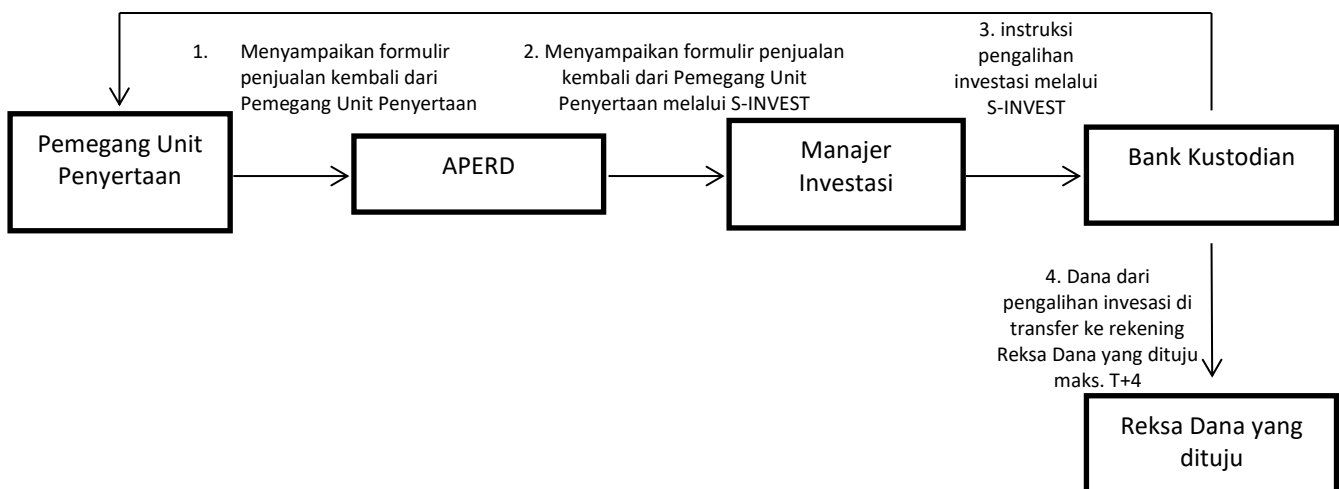 1. Menyampaikan formulir
penjualan kembali dari
Pemegang Unit Penyertaan
2. Menyampaikan formulir penjualan
kembali dari Pemegang Unit
Penyertaan melalui S-INVEST
3. instruksi
pengalihan
investasi melalui
S-INVEST
Pemegang Unit
Penyertaan
APERD
Manajer
Investasi
Bank Kustodian
4. Dana dari
pengalihan invesasi di
transfer ke rekening
Reksa Dana yang dituju
maks. T+4
Reksa Dana yang
dituju